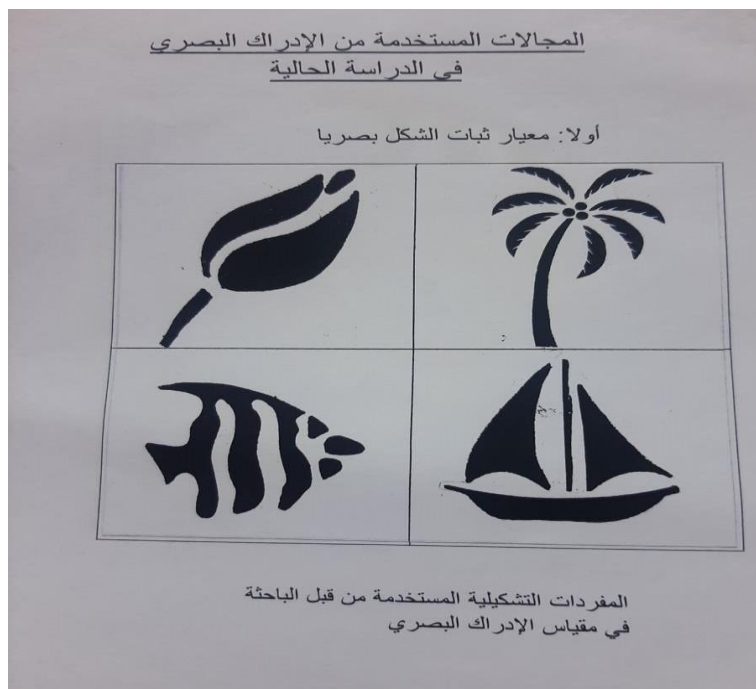 المجالات المستخدمة من الإدراك البصري
في الدراسة الحالية
أولا: معيار ثبات الشكل بصريا
المفردات التشكيلية المستخدمة من قبل الباحثة
في مقياس الإدراك البصري